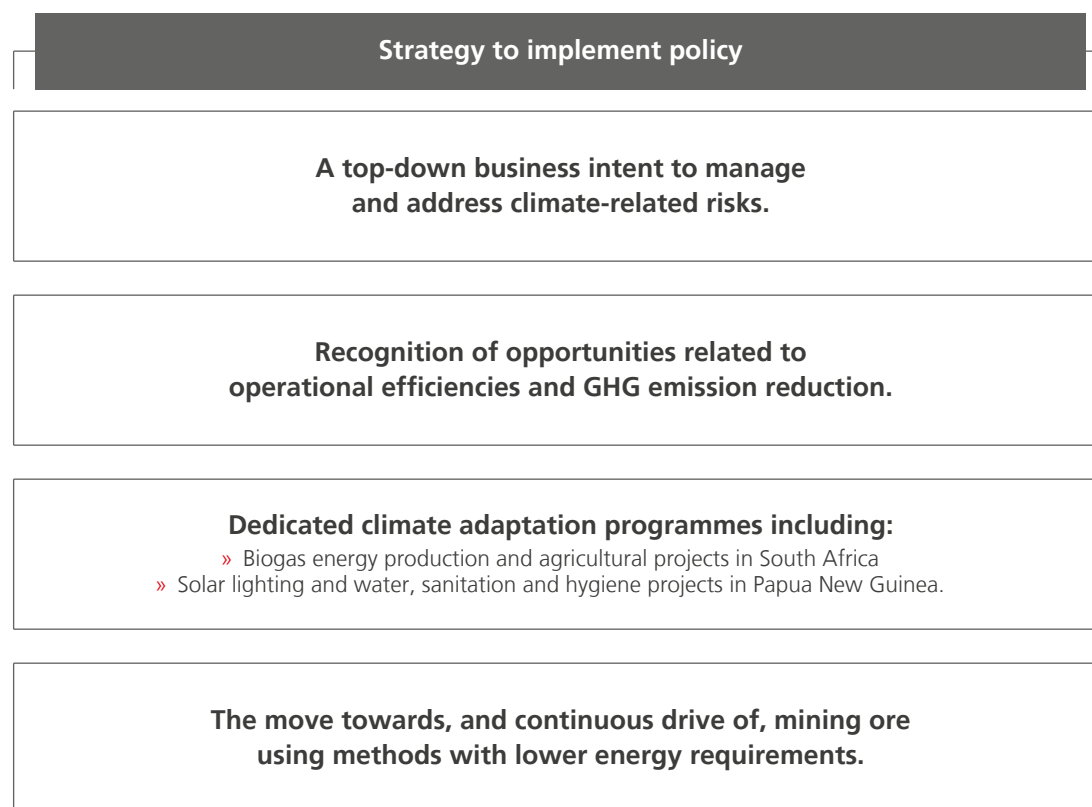 Strategy to implement policy
A top-down business intent to manage
and address climate-related risks.
Recognition of opportunities related to
operational efficiencies and GHG emission reduction.
Dedicated climate adaptation programmes including:
» Biogas energy production and agricultural projects in South Africa
» Solar lighting and water, sanitation and hygiene projects in Papua New Guinea.
The move towards, and continuous drive of, mining ore
using methods with lower energy requirements.